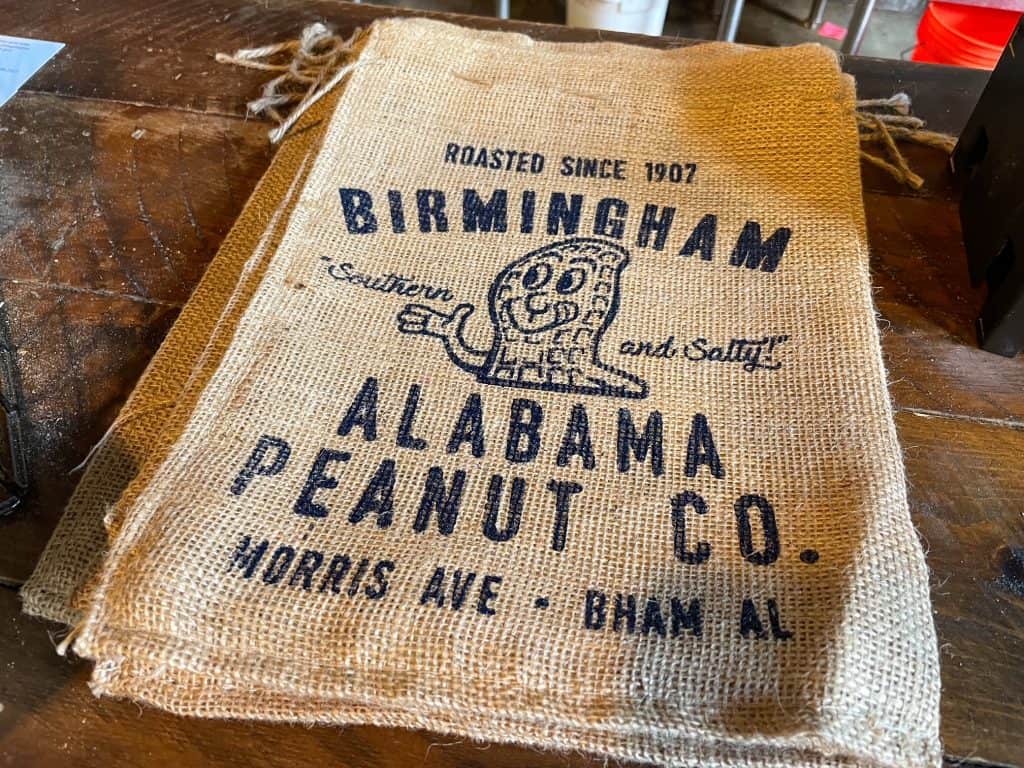 ROASTED SINCE 1907
BIRMINGHAM
"Southern
and Salty!"
ALABAMA
PEANUT CO.
MORRIS AVE - BHAM AL